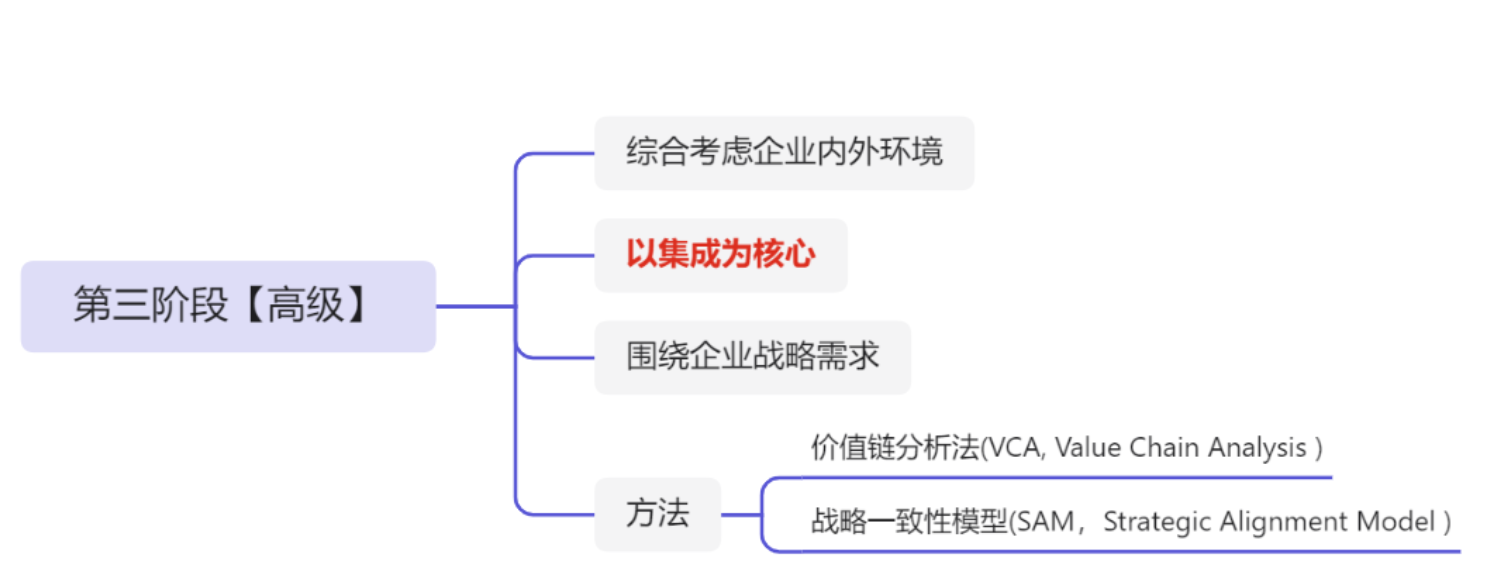 综合考虑企业内外环境
以集成为核心
第三阶段【高级】
围绕企业战略需求
价值链分析法(VCA, Value Chain Analysis )
方法
战略一致性模型(SAM，Strategic Alignment Model )